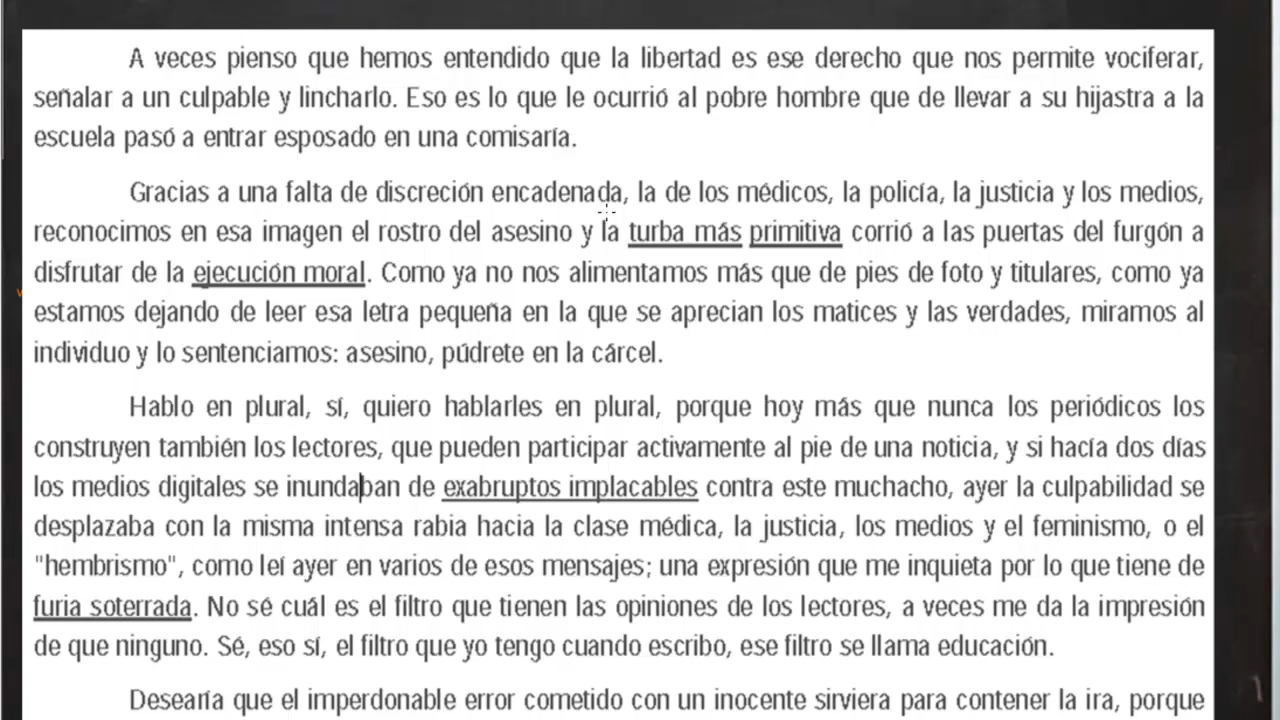 A veces pienso que hemos entendido que la libertad es ese derecho que nos permite vociferar,
señalar a un culpable y lincharlo. Eso es lo que le ocurrió al pobre hombre que de llevar a su hijastra a la
escuela pasó a entrar esposado en una comisaría.
Gracias a una falta de discreción encadenada, la de los médicos, la policía, la justicia y los medios,
reconocimos en esa imagen el rostro del asesino y la turba más primitiva corrió a las puertas del furgón a
disfrutar de la ejecución moral. Como ya no nos alimentamos más que de pies de foto y titulares, como ya
estamos dejando de leer esa letra pequeña en la que se aprecian los matices y las verdades, miramos al
individuo y lo sentenciamos: asesino, púdrete en la cárcel.
Hablo en plural, sí, quiero hablarles en plural, porque hoy más que nunca los periódicos los
construyen también los lectores, que pueden participar activamente al pie de una noticia, y si hacía dos días
los medios digitales se inundaban de exabruptos implacables contra este muchacho, ayer la culpabilidad se
desplazaba con la misma intensa rabia hacia la clase médica, la justicia, los medios y el feminismo, o el
"hembrismo", como leí ayer en varios de esos mensajes; una expresión que me inquieta por lo que tiene de
furia soterrada. No sé cuál es el filtro que tienen las opiniones de los lectores, a veces me da la impresión
de que ninguno. Sé, eso sí, el filtro que yo tengo cuando escribo, ese filtro se llama educación.
Desearía que el imperdonable error cometido con un inocente sirviera para contener la ira, porque